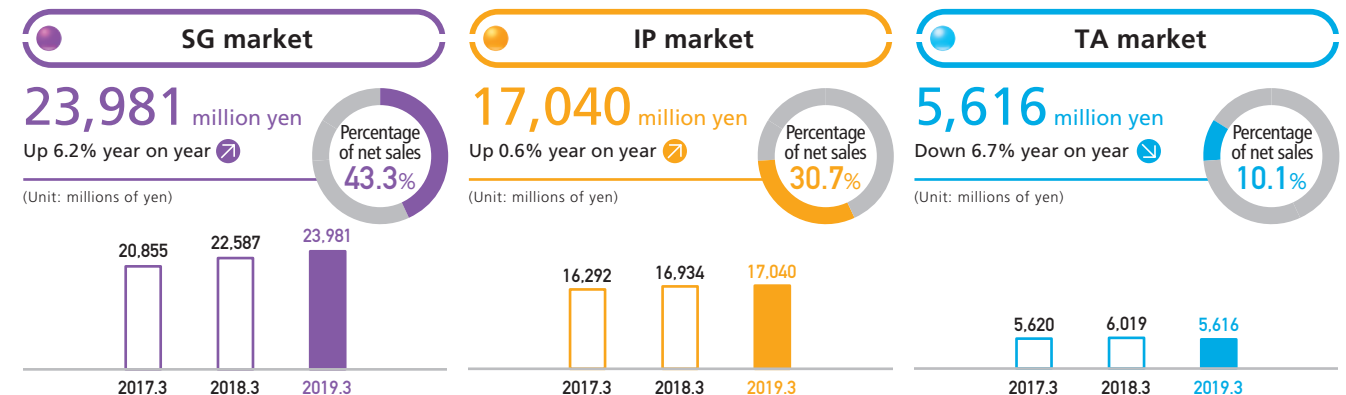 SG market
23,981 million yen
Up 6.2% year on year
Percentage
of net sales
43.3%
(Unit: millions of yen)
20,855
22,587
23,981
2017.3
2018.3
2019.3
IP market
17,040 million yen
Up 0.6% year on year
Percentage
of net sales
30.7%
(Unit: millions of yen)
16,292
16,934
17,040
2017.3
2018.3
2019.3
TA market
5,616 million yen
Down 6.7% year on year
Percentage
of net sales
10.1%
(Unit: millions of yen)
5,620
6,019
5,616
2017.3
2018.3
2019.3